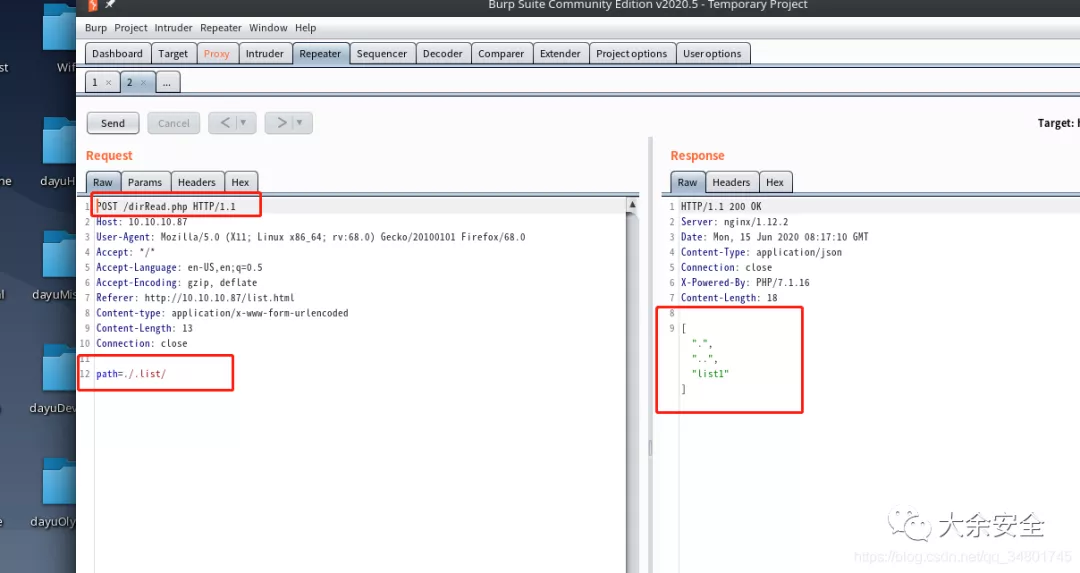 Burp Suite Community Edition v2020.5 - Temporary Project
Burp Project Intruder Repeater Window Help
Dashboard Target Proxy Intruder Repeater Sequencer Decoder Comparer Extender Project options User options
1 × 2 × ...
Send Cancel < > Target: h
Request
Raw Params Headers Hex
1 POST /dirRead.php HTTP/1.1
2 Host: 10.10.10.87
3 User-Agent: Mozilla/5.0 (X11; Linux x86_64; rv:68.0) Gecko/20100101 Firefox/68.0
4 Accept: */*
5 Accept-Language: en-US,en;q=0.5
6 Accept-Encoding: gzip, deflate
7 Referer: http://10.10.10.87/list.html
8 Content-type: application/x-www-form-urlencoded
9 Content-Length: 13
10 Connection: close
11
12 path=./.list/
Response
Raw Headers Hex
1 HTTP/1.1 200 OK
2 Server: nginx/1.12.2
3 Date: Mon, 15 Jun 2020 08:17:10 GMT
4 Content-Type: application/json
5 Connection: close
6 X-Powered-By: PHP/7.1.16
7 Content-Length: 18
8
9 [
".",
"..",
"list1"
]
st Wif
ne dayuH
dayuMis
dayuDev
dayuOly
大余安全
https://blog.csdn.net/qq_34801745